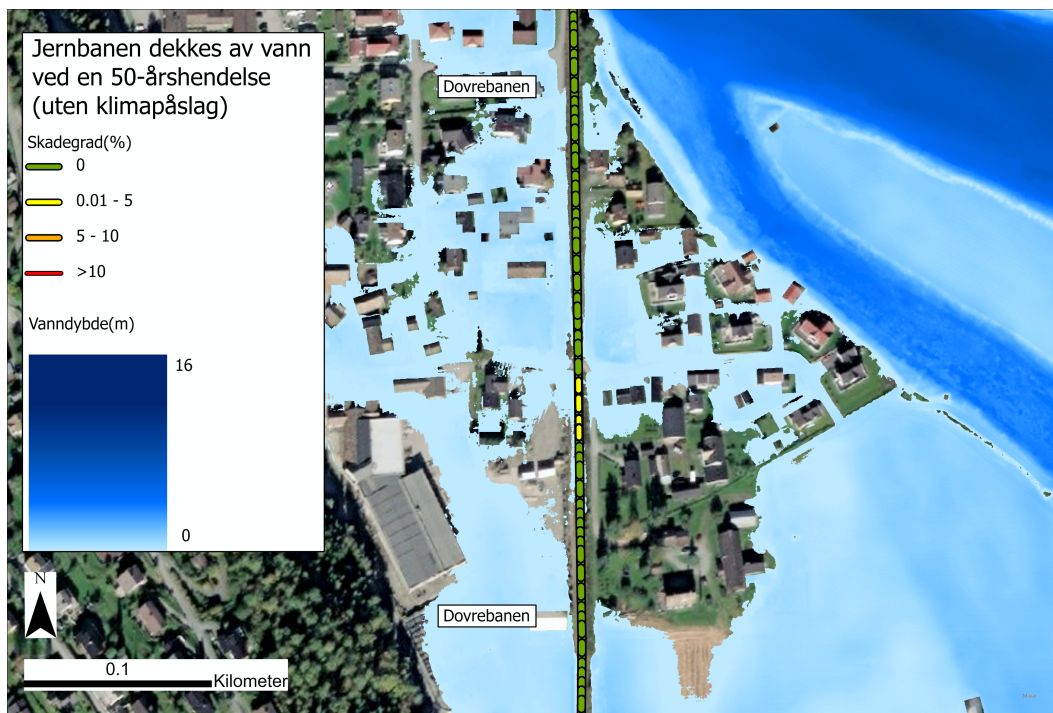 Jernbanen dekkes av vann
ved en 50-årshendelse
(uten klimapåslag)
Skadegrad(%)
0
0.01 - 5
5 - 10
>10
Vanndybde(m)
16
0
Dovrebanen
Dovrebanen
N
0.1
Kilometer